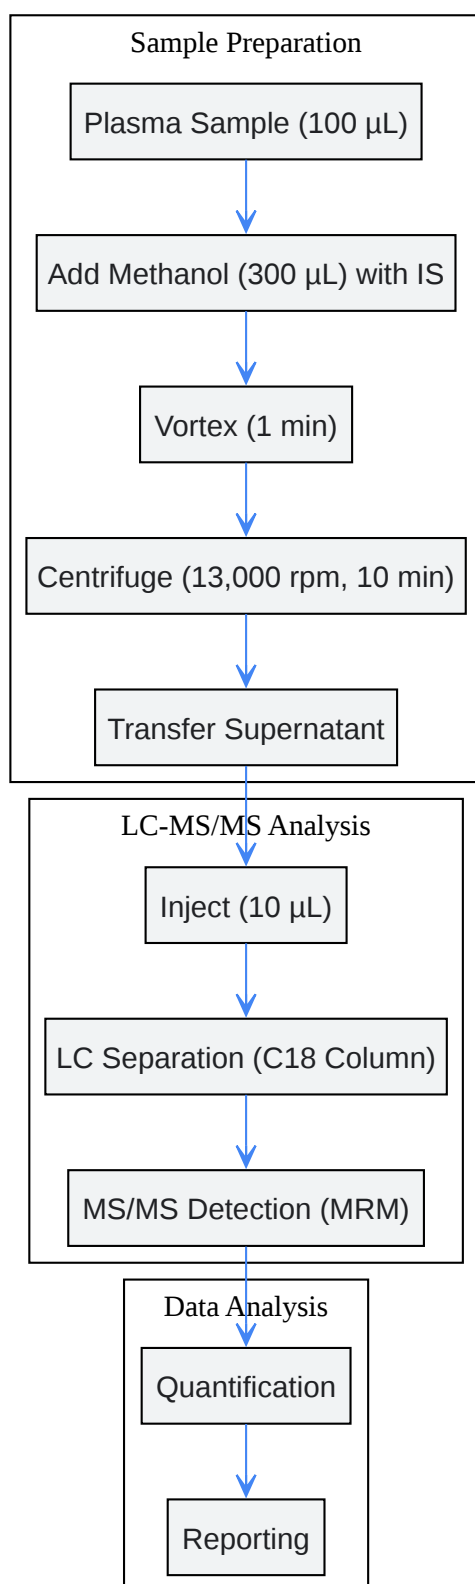 Sample Preparation
Plasma Sample (100 µL)
Add Methanol (300 µL) with IS
Vortex (1 min)
Centrifuge (13,000 rpm, 10 min)
Transfer Supernatant
LC-MS/MS Analysis
Inject (10 µL)
LC Separation (C18 Column)
MS/MS Detection (MRM)
Data Analysis
Quantification
Reporting